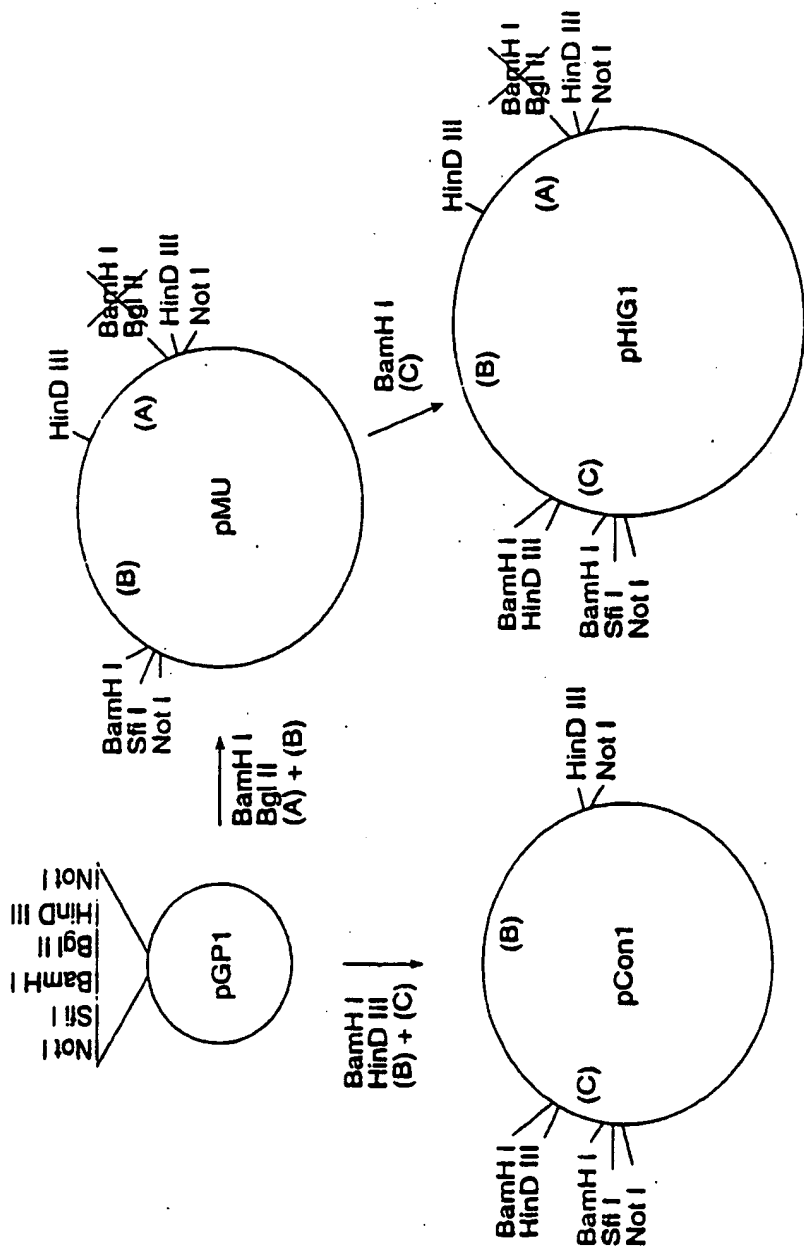 Not I
Sfi I
BamH I
Bgl II
HinD III
Not I
pGP1
BamH I
Bgl II
(A) + (B)
BamH I
HinD III
(B) + (C)
HinD III
BamH I
Bgl II
HinD III
Not I
(A)
(B)
pMU
BamH I
Sfi I
Not I
BamH I
(C)
BamH I
HinD III
(C)
BamH I
Sfi I
Not I
(B)
pCon1
HinD III
Not I
HinD III
BamH I
Bgl II
HinD III
Not I
(A)
(B)
pHIG1
BamH I
HinD III
(C)
BamH I
Sfi I
Not I